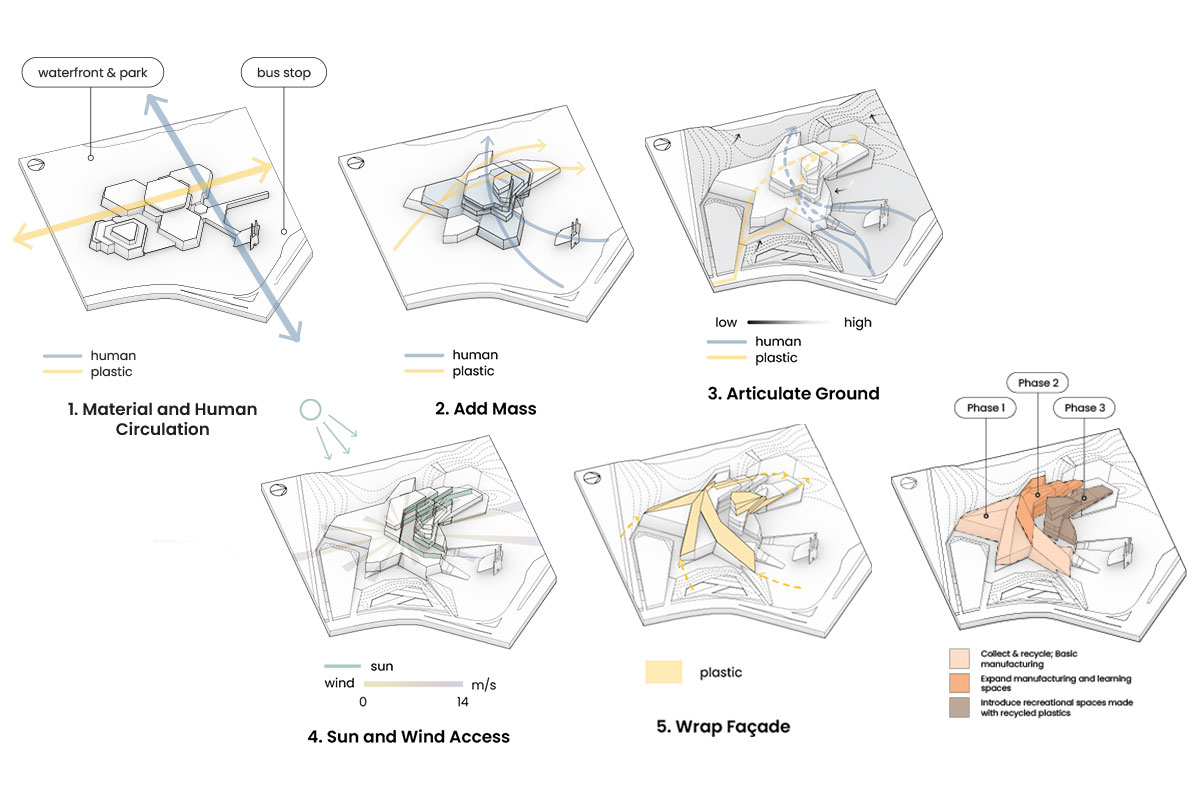 waterfront & park
bus stop
human
plastic
1. Material and Human
Circulation
human
plastic
2. Add Mass
low
high
human
plastic
3. Articulate Ground
sun
wind
m/s
0
14
4. Sun and Wind Access
plastic
5. Wrap Façade
Phase 1
Phase 2
Phase 3
Collect & recycle; Basic
manufacturing
Expand manufacturing and learning
spaces
Introduce recreational spaces made
with recycled plastics